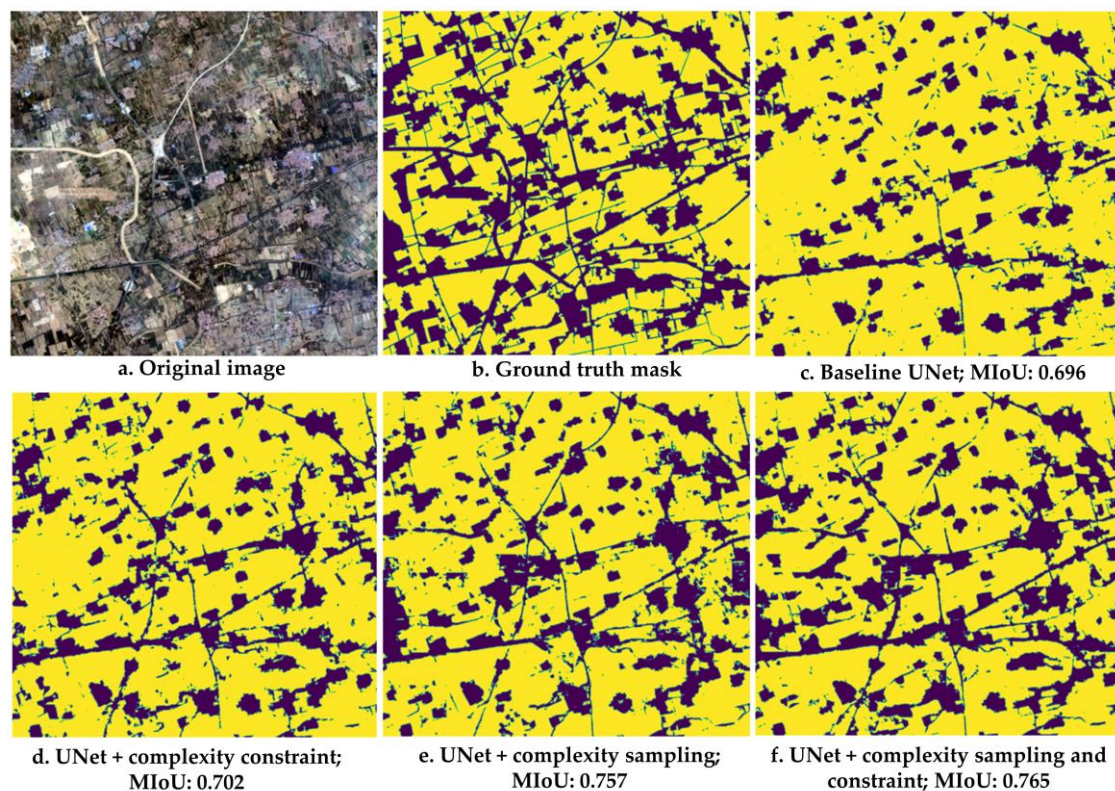 a. Original image
b. Ground truth mask
c. Baseline UNet; MIoU: 0.696
d. UNet + complexity constraint;
MIoU: 0.702
e. UNet + complexity sampling;
MIoU: 0.757
f. UNet + complexity sampling and
constraint; MIoU: 0.765